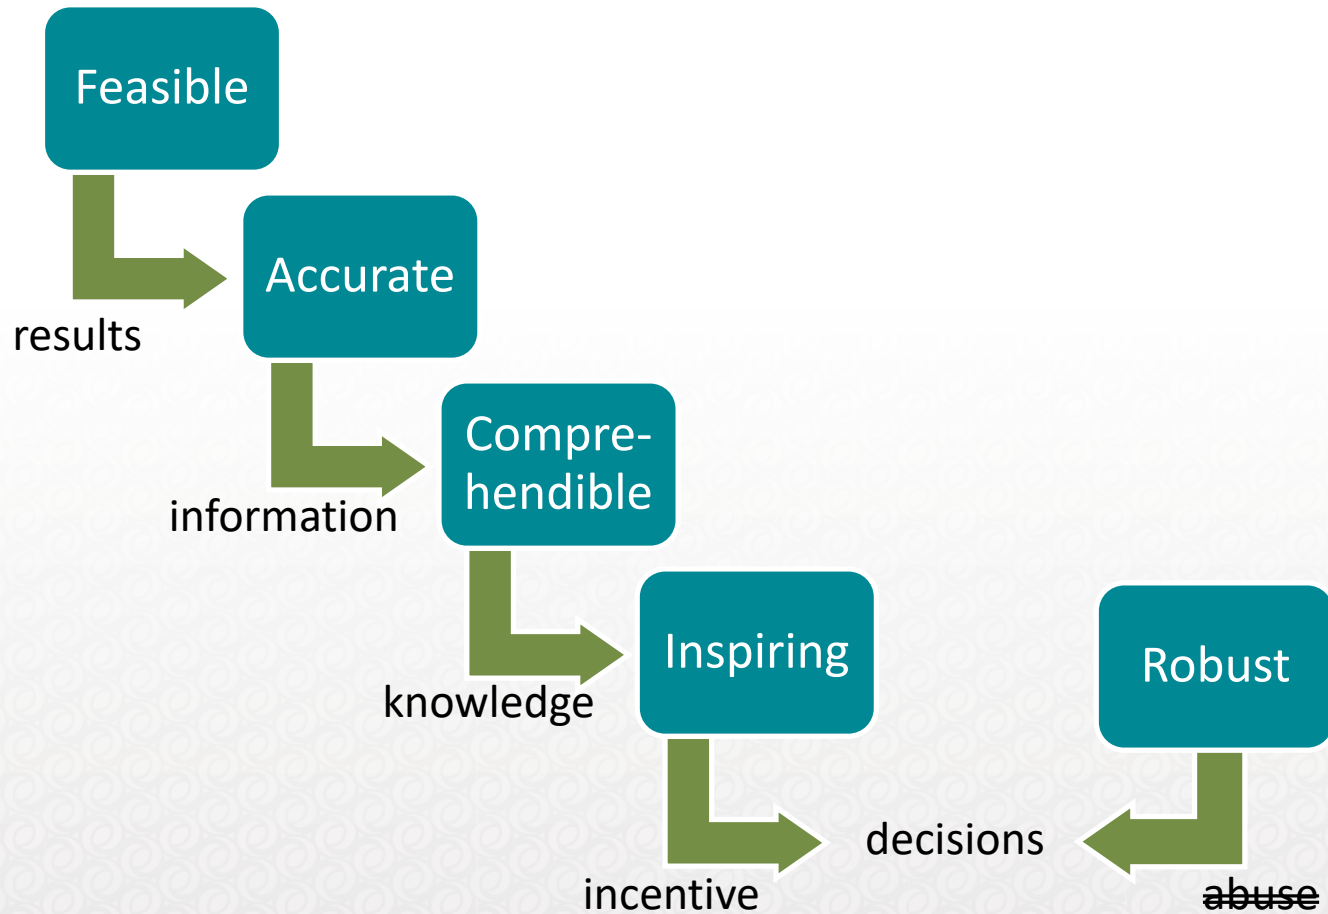 Feasible
results
Accurate
information
Compre-
hendible
knowledge
Inspiring
incentive
decisions
Robust
abuse